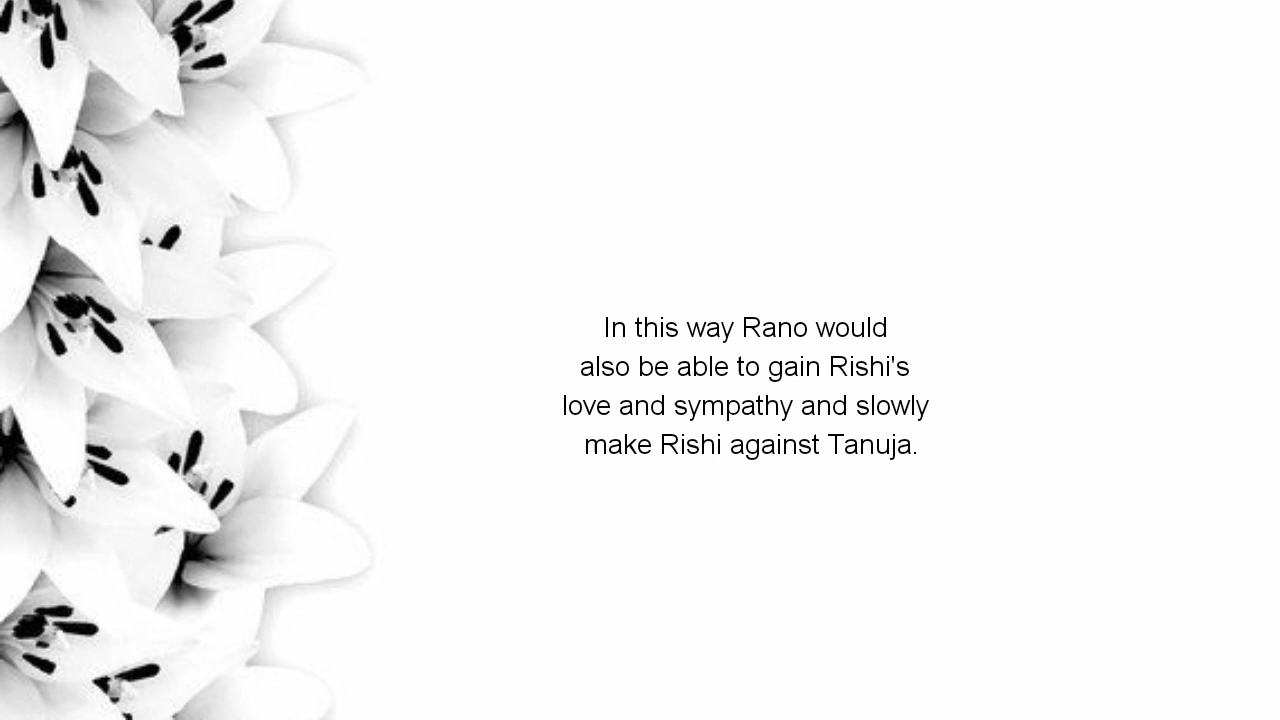 In this way Rano would
also be able to gain Rishi's
love and sympathy and slowly
make Rishi against Tanuja.